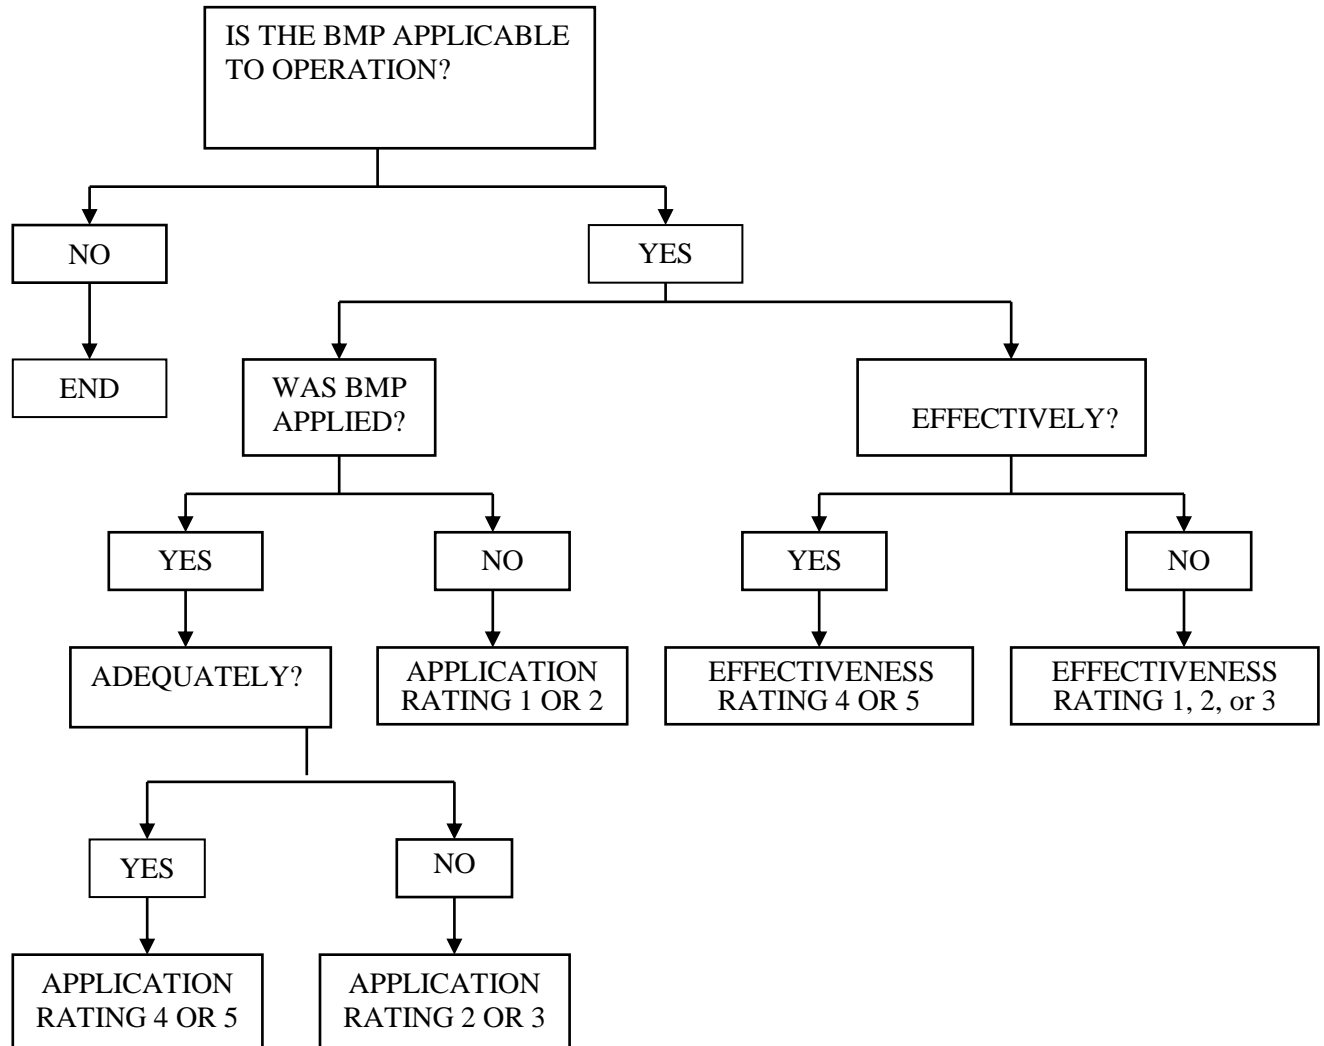 IS THE BMP APPLICABLE
TO OPERATION?
NO
YES
END
WAS BMP
APPLIED?
EFFECTIVELY?
YES
NO
YES
NO
ADEQUATELY?
APPLICATION
RATING 1 OR 2
EFFECTIVENESS
RATING 4 OR 5
EFFECTIVENESS
RATING 1, 2, or 3
YES
NO
APPLICATION
RATING 4 OR 5
APPLICATION
RATING 2 OR 3